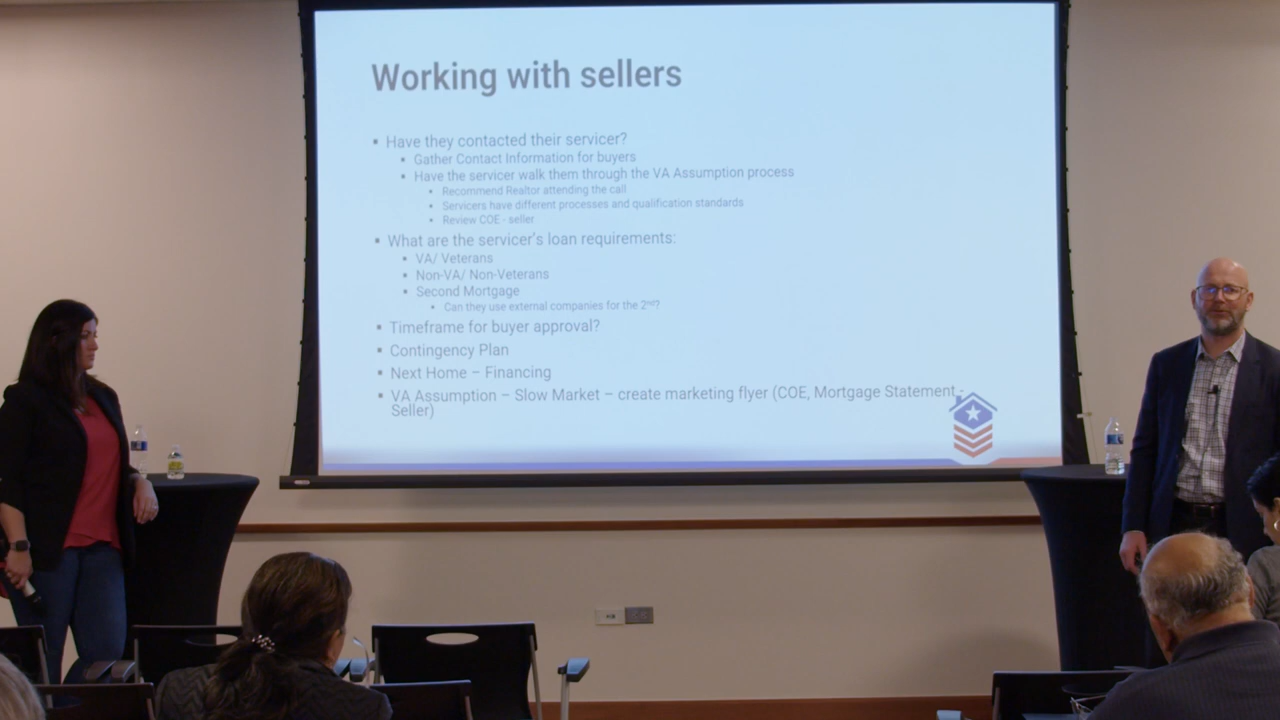 Working with sellers
▪ Have they contacted their servicer?
▪ Gather Contact Information for buyers
▪ Have the servicer walk them through the VA Assumption process
▪ Recommend Realtor attending the call
▪ Servicers have different processes and qualification standards
▪ Review COE - seller
▪ What are the servicer's loan requirements:
▪ VA/ Veterans
▪ Non-VA/ Non-Veterans
▪ Second Mortgage
▪ Can they use external companies for the 2nd?
▪ Timeframe for buyer approval?
▪ Contingency Plan
▪ Next Home – Financing
▪ VA Assumption – Slow Market – create marketing flyer (COE, Mortgage Statement -
Seller)